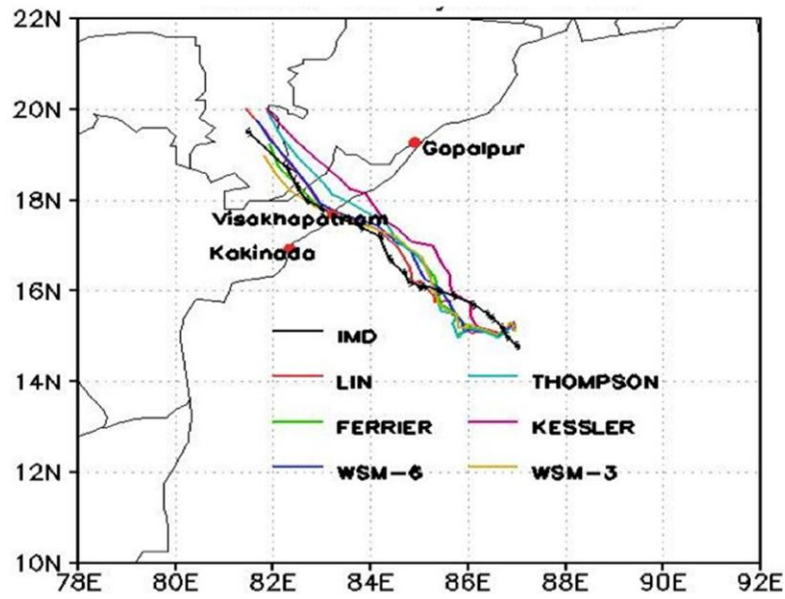 22N
20N
Gopalpur
18N
Visakhapatnam
Kakinada
16N
IMD
14N
LIN THOMPSON
FERRIER KESSLER
12N
WSM-6 WSM-3
10N
78E 80E 82E 84E 86E 88E 90E 92E